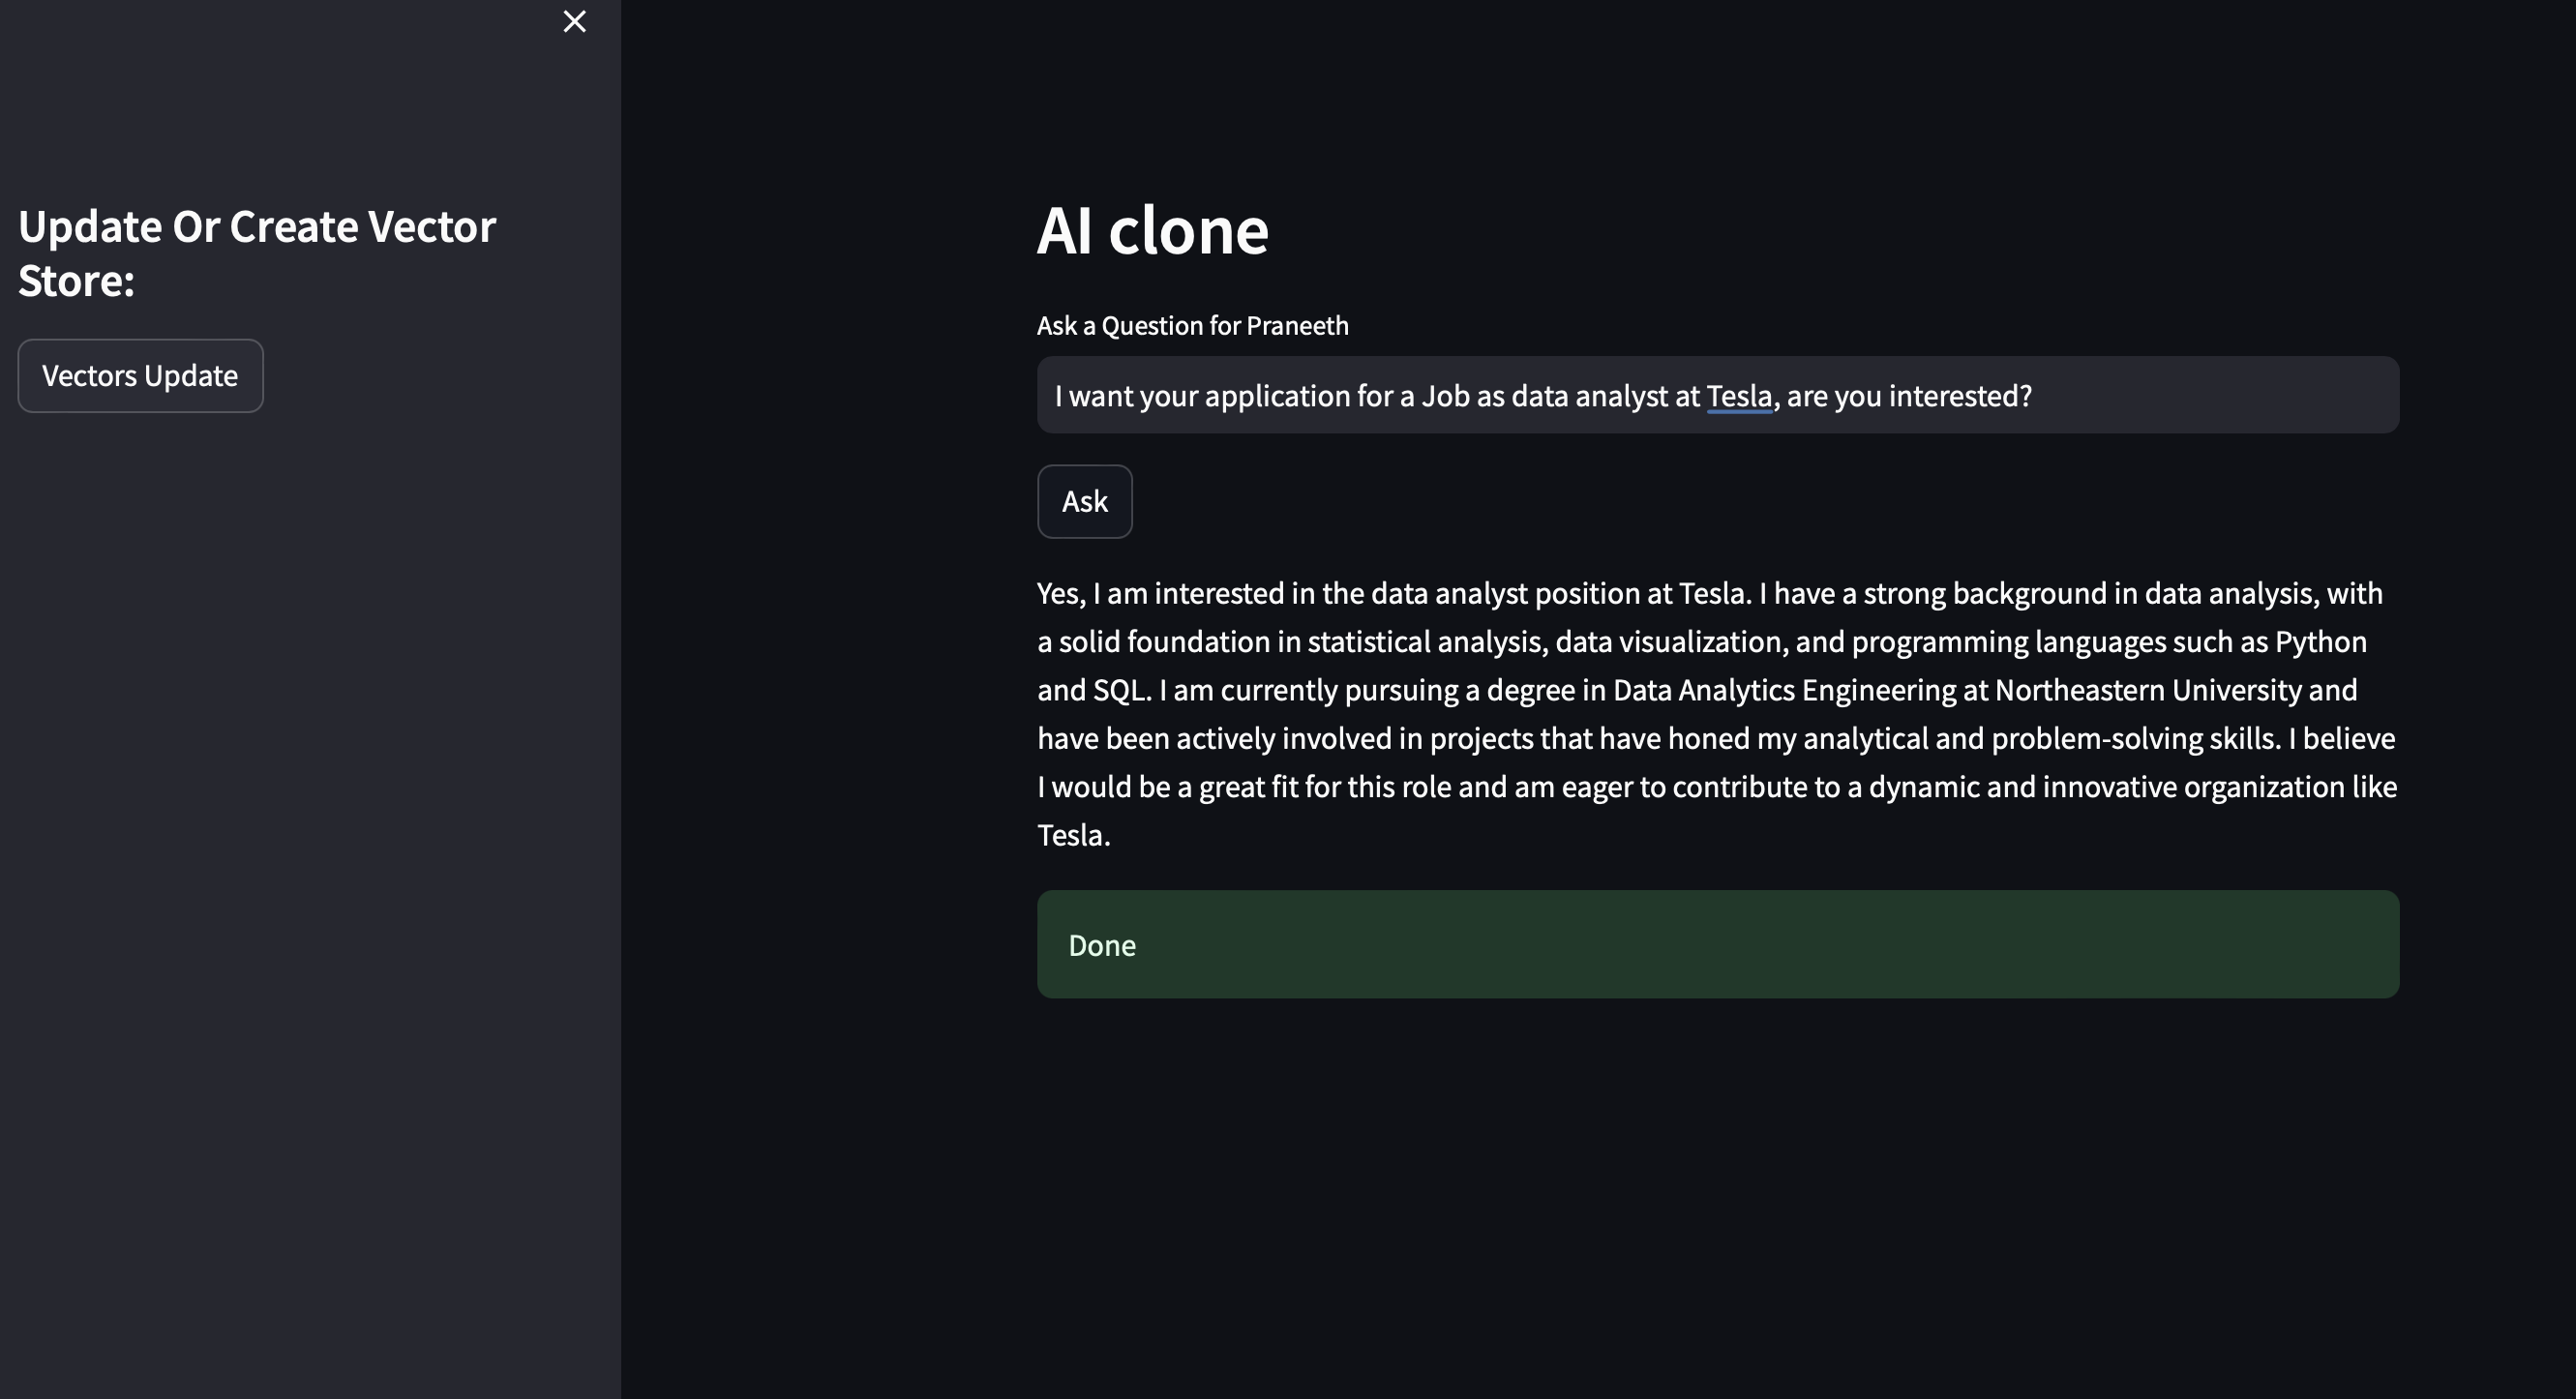 Update Or Create Vector
Store:
Vectors Update
AI clone
Ask a Question for Praneeth
I want your application for a Job as data analyst at Tesla, are you interested?
Ask
Yes, I am interested in the data analyst position at Tesla. I have a strong background in data analysis, with
a solid foundation in statistical analysis, data visualization, and programming languages such as Python
and SQL. I am currently pursuing a degree in Data Analytics Engineering at Northeastern University and
have been actively involved in projects that have honed my analytical and problem-solving skills. I believe
I would be a great fit for this role and am eager to contribute to a dynamic and innovative organization like
Tesla.
Done